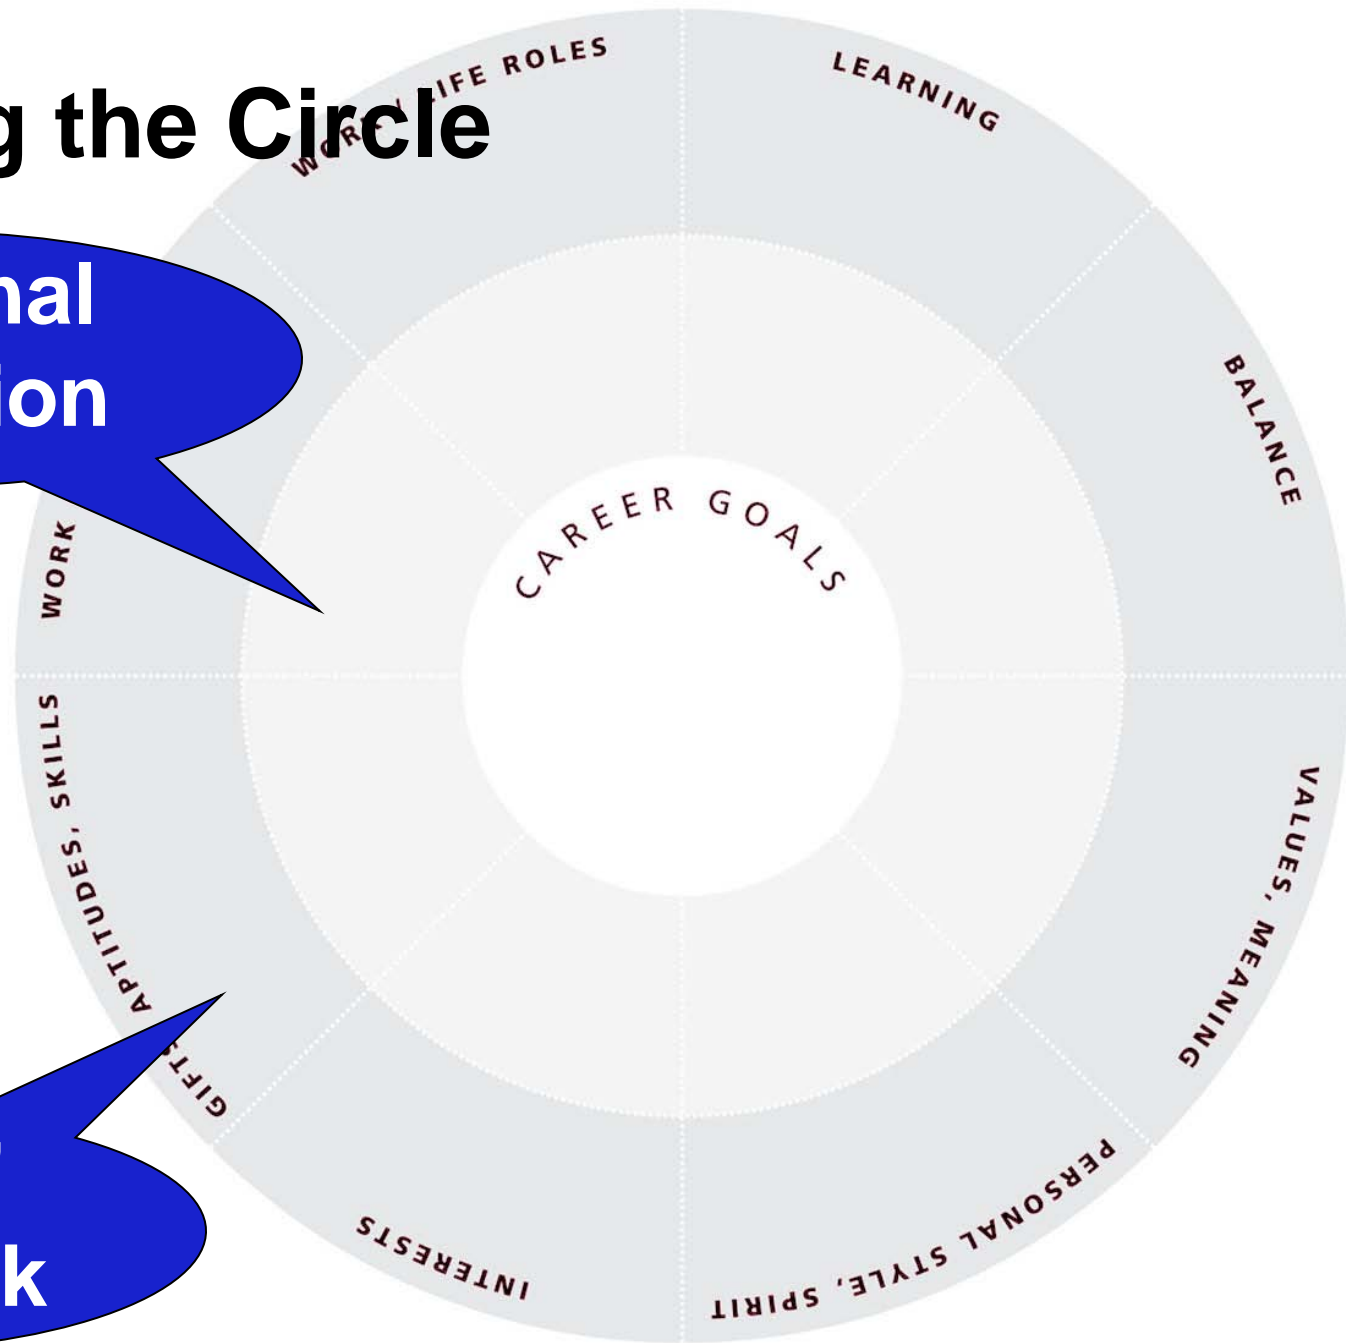 g the Circle
WORK / LIFE ROLES
LEARNING
BALANCE
VALUES, MEANING
PERSONAL STYLE, SPIRIT
INTERESTS
GIFTS, APTITUDES, SKILLS
WORK
CAREER GOALS
nal
ion
k